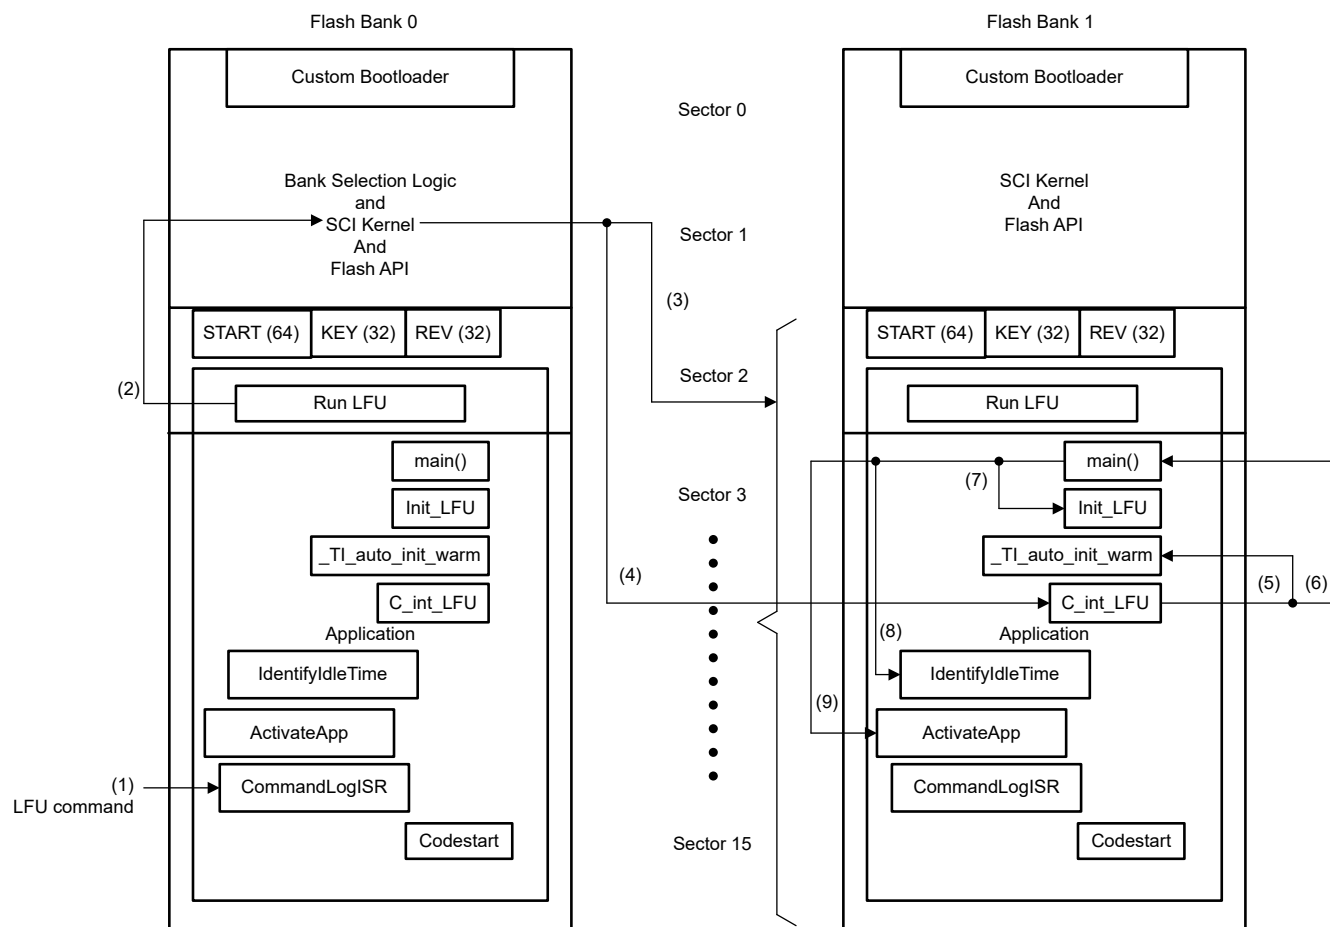 Flash Bank 0
Flash Bank 1
Custom Bootloader
Custom Bootloader
Sector 0
Bank Selection Logic
and
SCI Kernel
And
Flash API
SCI Kernel
And
Flash API
Sector 1
(3)
START (64)
KEY (32)
REV (32)
START (64)
KEY (32)
REV (32)
Sector 2
(2)
Run LFU
Run LFU
main()
main()
(7)
Sector 3
Init_LFU
Init_LFU
_TI_auto_init_warm
_TI_auto_init_warm
(4)
(5)
(6)
C_int_LFU
C_int_LFU
Application
(8)
Application
IdentifyIdleTime
IdentifyIdleTime
(9)
ActivateApp
ActivateApp
(1)
LFU command
CommandLogISR
CommandLogISR
Codestart
Codestart
Sector 15